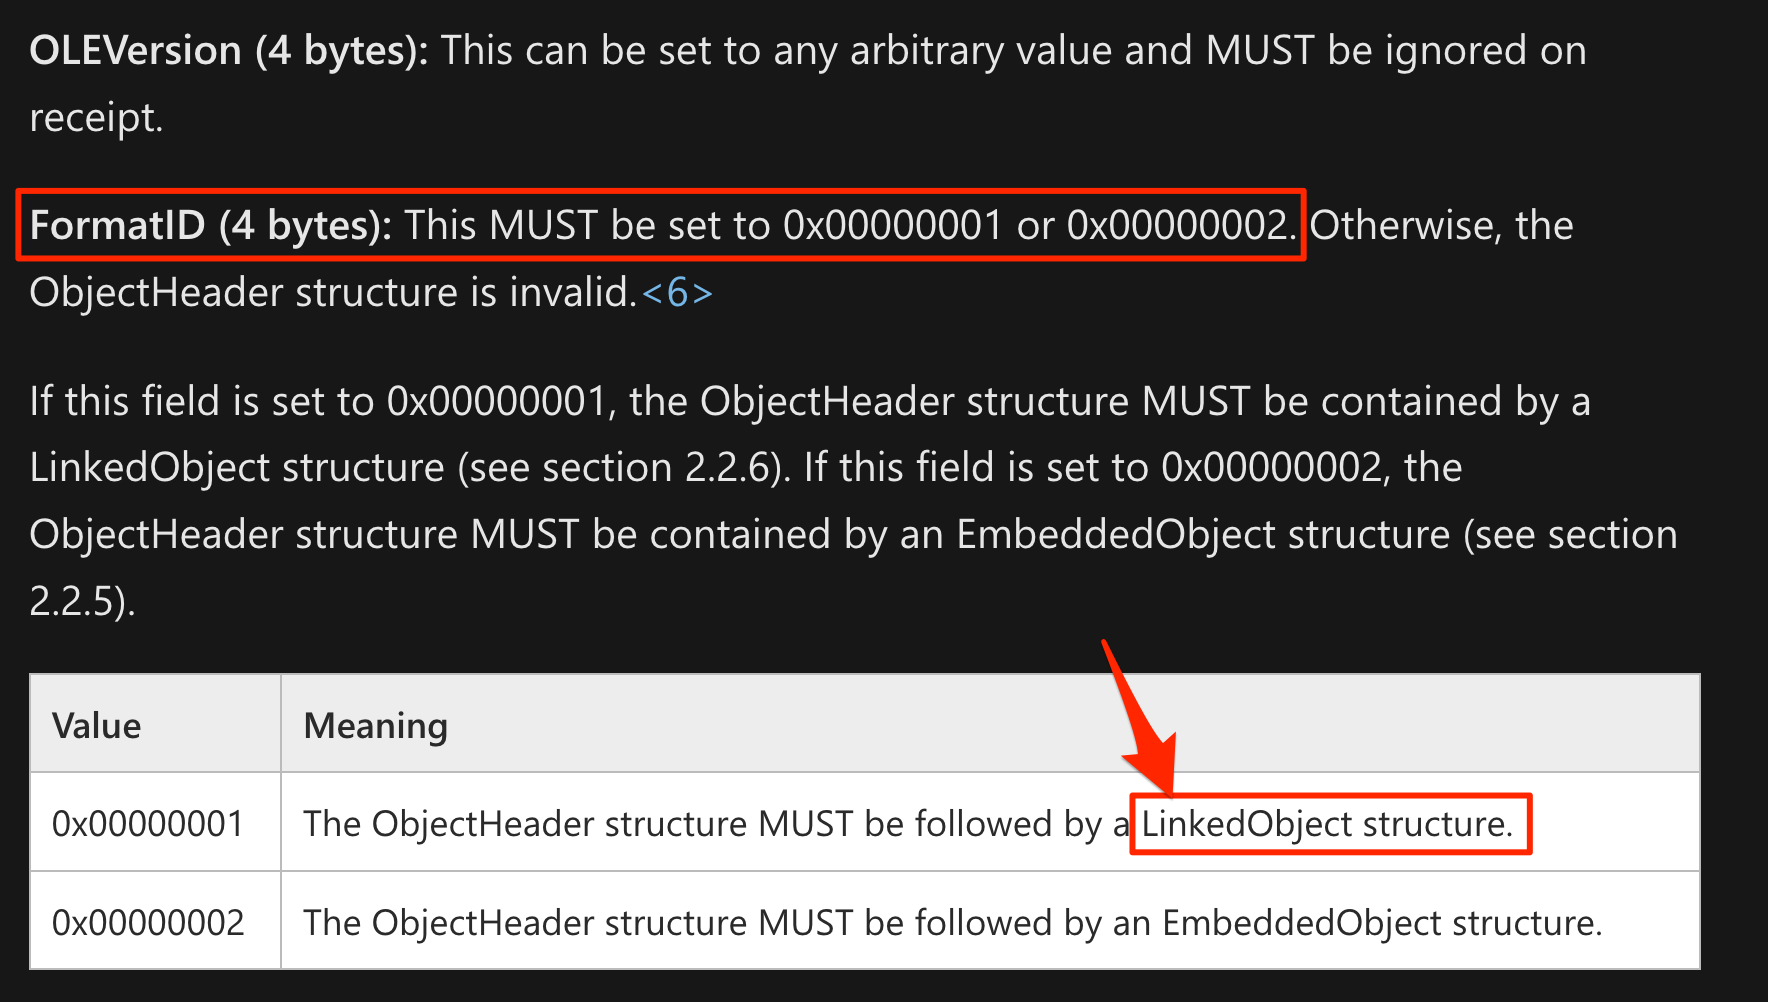 OLEVersion (4 bytes): This can be set to any arbitrary value and MUST be ignored on
receipt.
FormatID (4 bytes): This MUST be set to 0x00000001 or 0x00000002. Otherwise, the
ObjectHeader structure is invalid.<6>
If this field is set to 0x00000001, the ObjectHeader structure MUST be contained by a
LinkedObject structure (see section 2.2.6). If this field is set to 0x00000002, the
ObjectHeader structure MUST be contained by an EmbeddedObject structure (see section
2.2.5).
Value Meaning
0x00000001 The ObjectHeader structure MUST be followed by a LinkedObject structure.
0x00000002 The ObjectHeader structure MUST be followed by an EmbeddedObject structure.